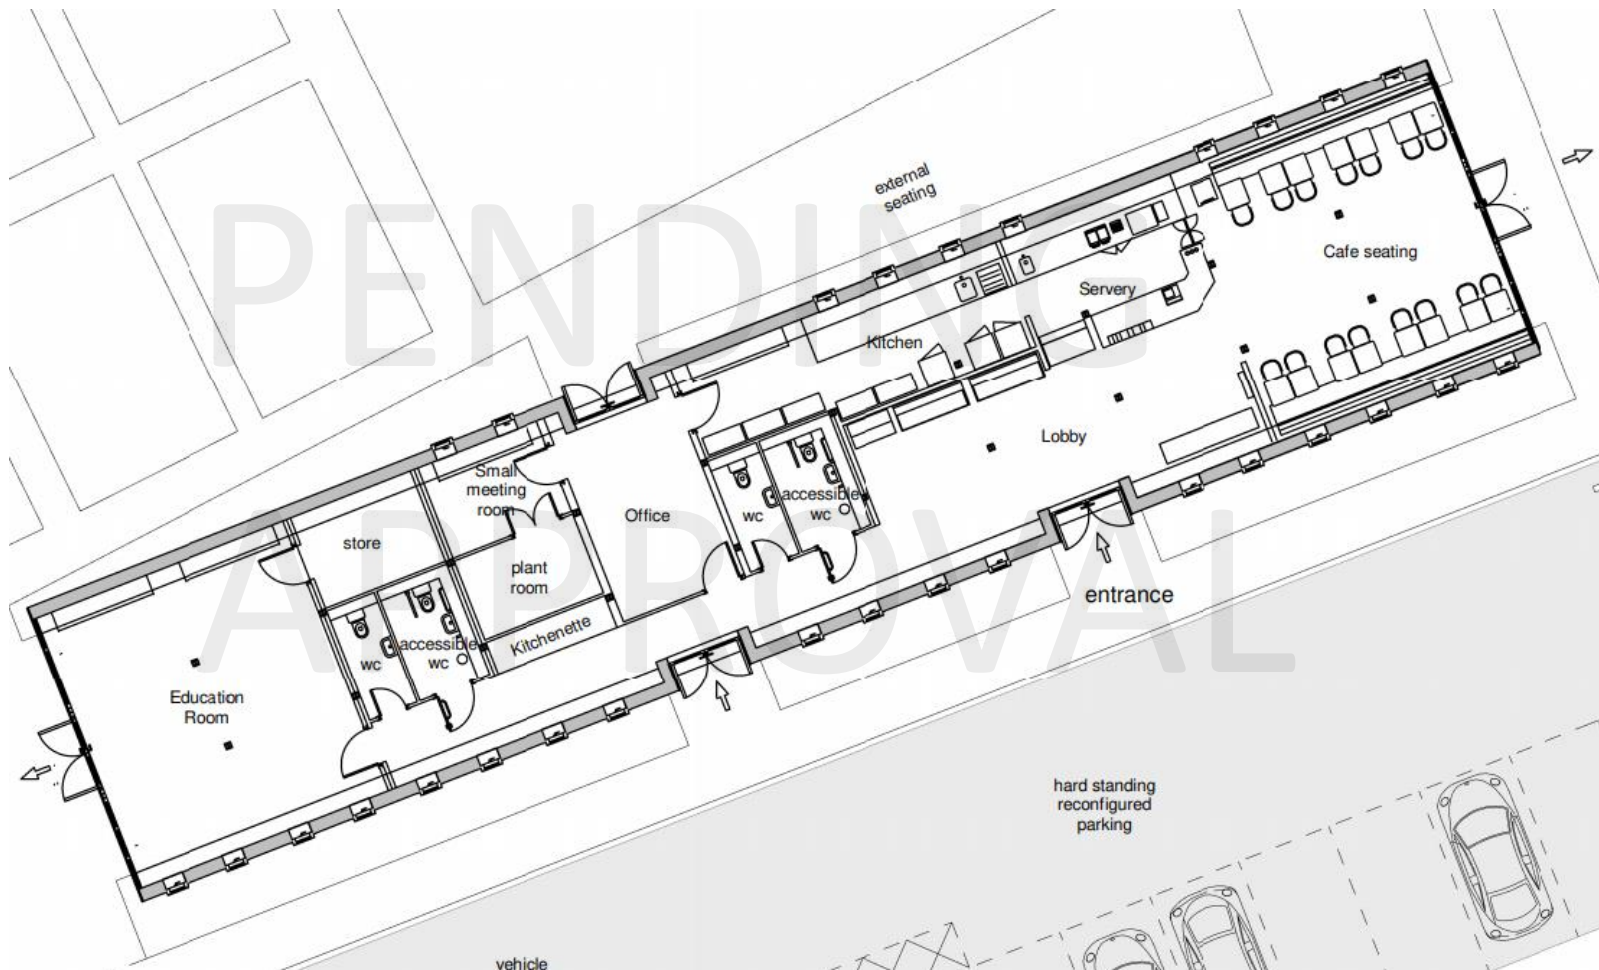 PENDING
APPROVAL
external
seating
Cafe seating
Servery
Kitchen
Lobby
Small
meeting
room
Office
accessible
wc
wc
store
plant
room
Kitchenette
accessible
wc
wc
Education
Room
entrance
hard standing
reconfigured
parking
vehicle